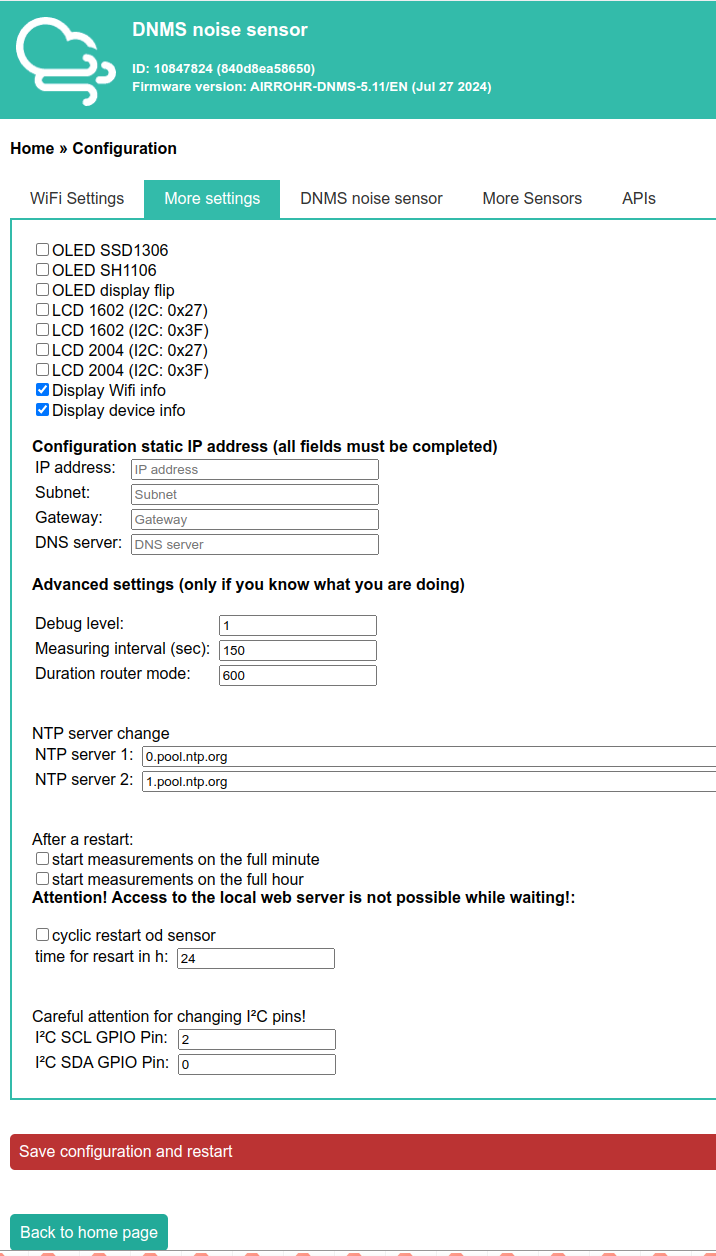 DNMS noise sensor
ID: 10847824 (840d8ea58650)
Firmware version: AIRROHR-DNMS-5.11/EN (Jul 27 2024)
Home » Configuration
WiFi Settings More settings DNMS noise sensor More Sensors APIs
OLED SSD1306
OLED SH1106
OLED display flip
LCD 1602 (I2C: 0x27)
LCD 1602 (I2C: 0x3F)
LCD 2004 (I2C: 0x27)
LCD 2004 (I2C: 0x3F)
Display Wifi info
Display device info
Configuration static IP address (all fields must be completed)
IP address: IP address
Subnet: Subnet
Gateway: Gateway
DNS server: DNS server
Advanced settings (only if you know what you are doing)
Debug level: 1
Measuring interval (sec): 150
Duration router mode: 600
NTP server change
NTP server 1: 0.pool.ntp.org
NTP server 2: 1.pool.ntp.org
After a restart:
start measurements on the full minute
start measurements on the full hour
Attention! Access to the local web server is not possible while waiting!:
cyclic restart od sensor
time for resart in h: 24
Careful attention for changing I²C pins!
I²C SCL GPIO Pin: 2
I²C SDA GPIO Pin: 0
Save configuration and restart
Back to home page